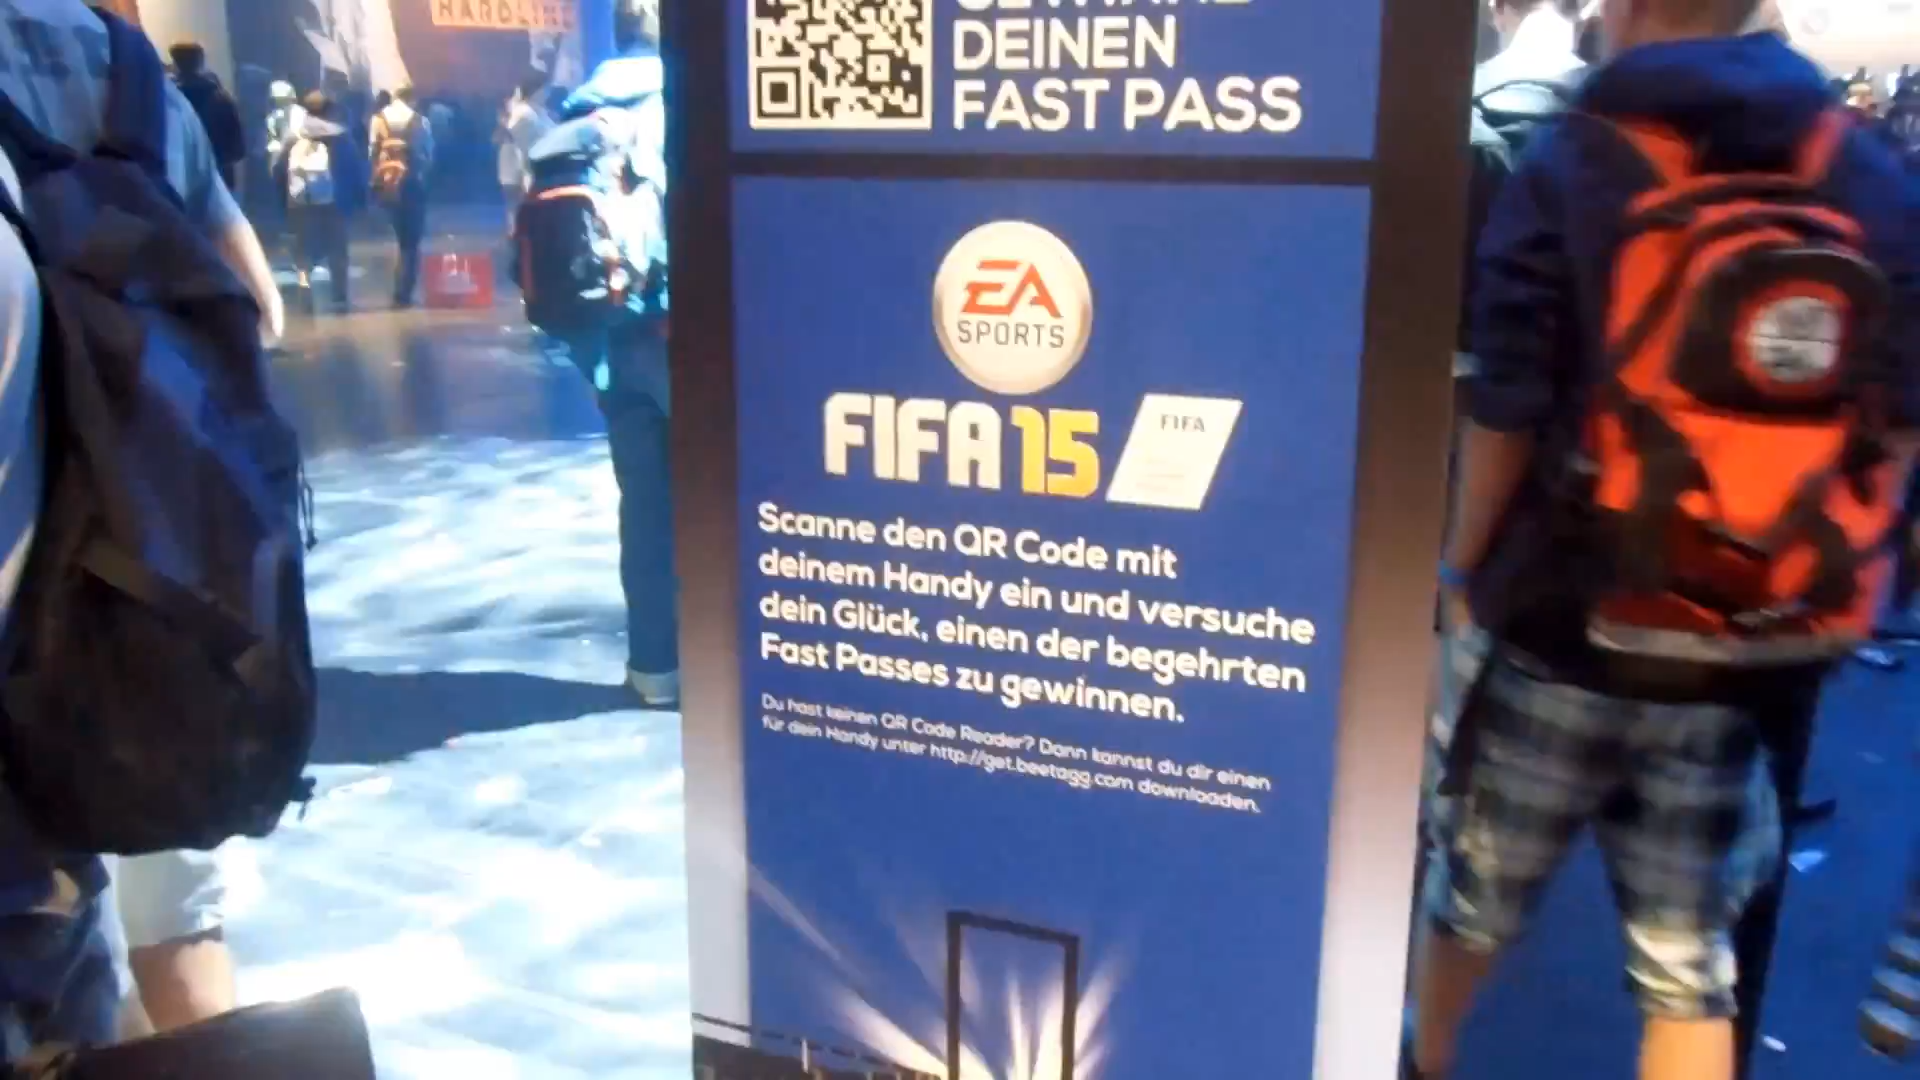 HARDLINE
DEINEN
FAST PASS
EA
SPORTS
FIFA 15
FIFA
Scanne den QR Code mit
deinem Handy ein und versuche
dein Glück, einen der begehrten
Fast Passes zu gewinnen.
Du hast keinen QR Code Reader? Dann kannst du dir einen
für dein Handy unter http://get.beetagg.com downloaden.